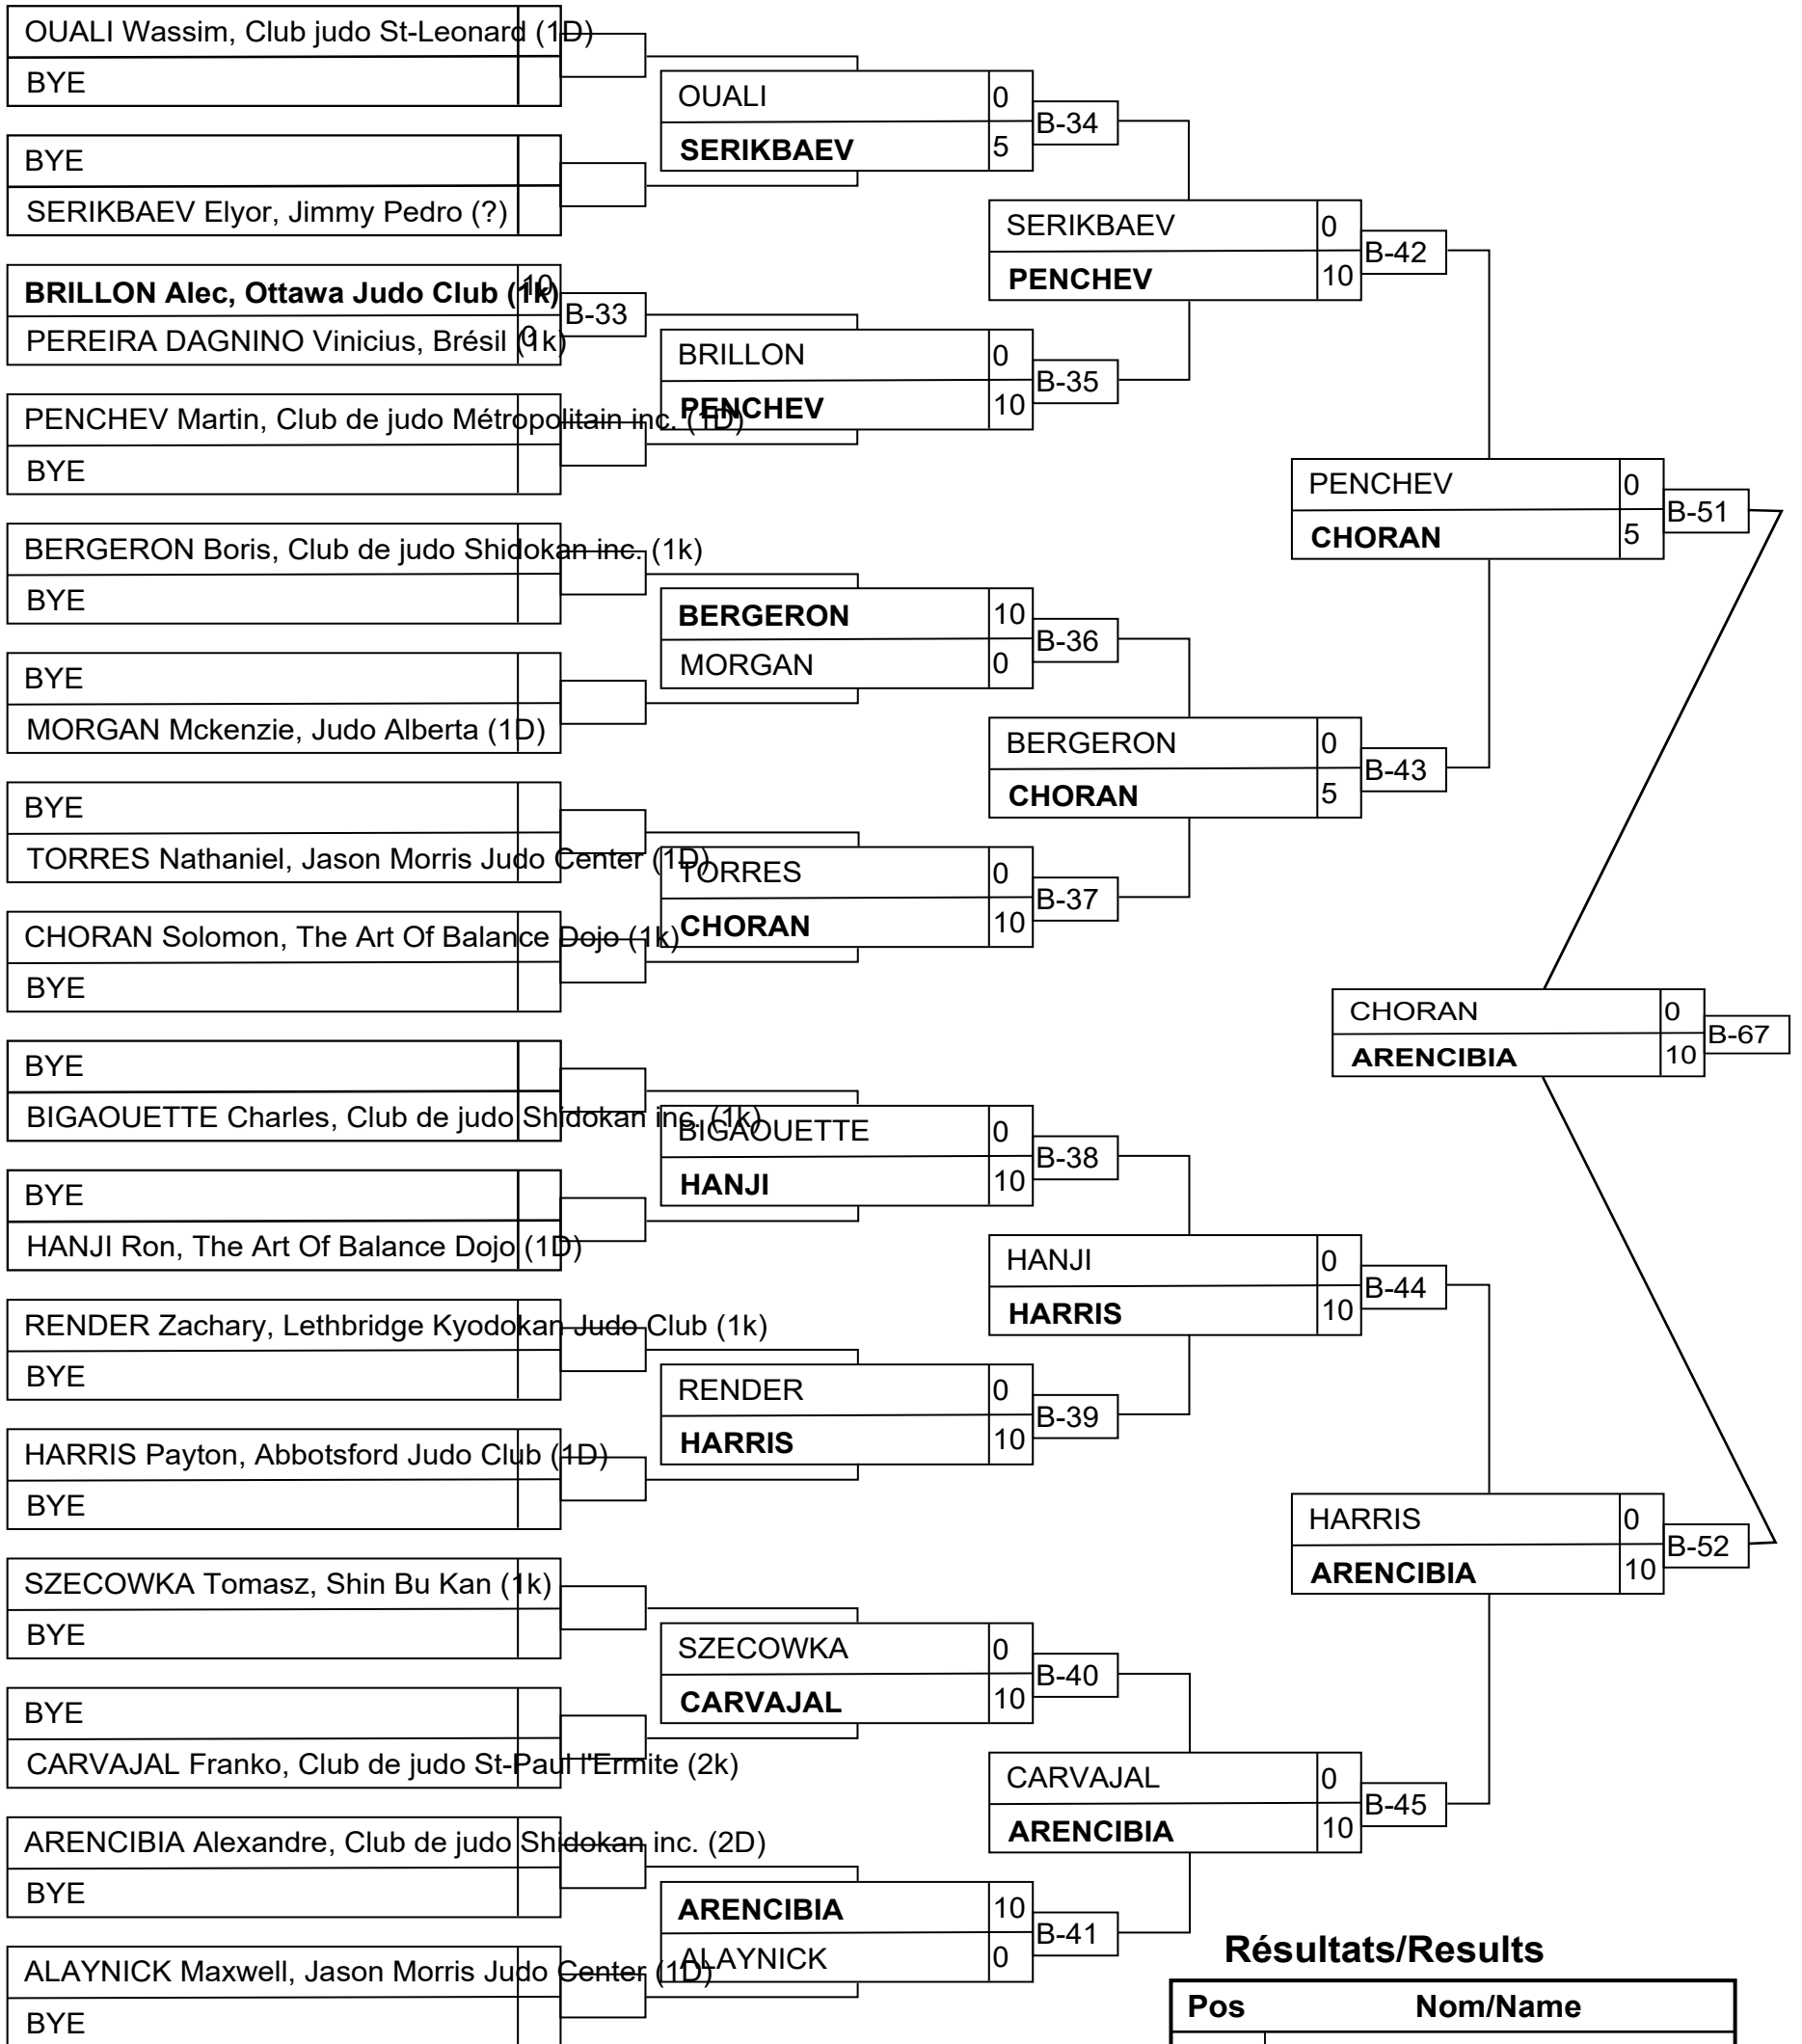 OUALI Wassim, Club judo St-Leonard (1D)
BYE
BYE
SERIKBAEV Elyor, Jimmy Pedro (?)
BRILLON Alec, Ottawa Judo Club (1k) 10
PEREIRA DAGNINO Vinicius, Brésil (1k) 0
B-33
PENCHEV Martin, Club de judo Métropolitain inc. (1D)
BYE
BERGERON Boris, Club de judo Shidokan inc. (1k)
BYE
BYE
MORGAN Mckenzie, Judo Alberta (1D)
BYE
TORRES Nathaniel, Jason Morris Judo Center (1D)
CHORAN Solomon, The Art Of Balance Dojo (1k)
BYE
BYE
BIGAOUETTE Charles, Club de judo Shidokan inc. (1k)
BYE
HANJI Ron, The Art Of Balance Dojo (1D)
RENDER Zachary, Lethbridge Kyodokan Judo Club (1k)
BYE
HARRIS Payton, Abbotsford Judo Club (1D)
BYE
SZECOWKA Tomasz, Shin Bu Kan (1k)
BYE
BYE
CARVAJAL Franko, Club de judo St-Paul l'Ermite (2k)
ARENCIBIA Alexandre, Club de judo Shidokan inc. (2D)
BYE
ALAYNICK Maxwell, Jason Morris Judo Center (1D)
BYE
OUALI 0
SERIKBAEV 5
B-34
BRILLON 0
PENCHEV 10
B-35
BERGERON 10
MORGAN 0
B-36
TORRES 0
CHORAN 10
B-37
BIGAOUETTE 0
HANJI 10
B-38
RENDER 0
HARRIS 10
B-39
SZECOWKA 0
CARVAJAL 10
B-40
ARENCIBIA 10
ALAYNICK 0
B-41
SERIKBAEV 0
PENCHEV 10
B-42
BERGERON 0
CHORAN 5
B-43
HANJI 0
HARRIS 10
B-44
CARVAJAL 0
ARENCIBIA 10
B-45
PENCHEV 0
CHORAN 5
B-51
HARRIS 0
ARENCIBIA 10
B-52
CHORAN 0
ARENCIBIA 10
B-67
Résultats/Results
Pos Nom/Name